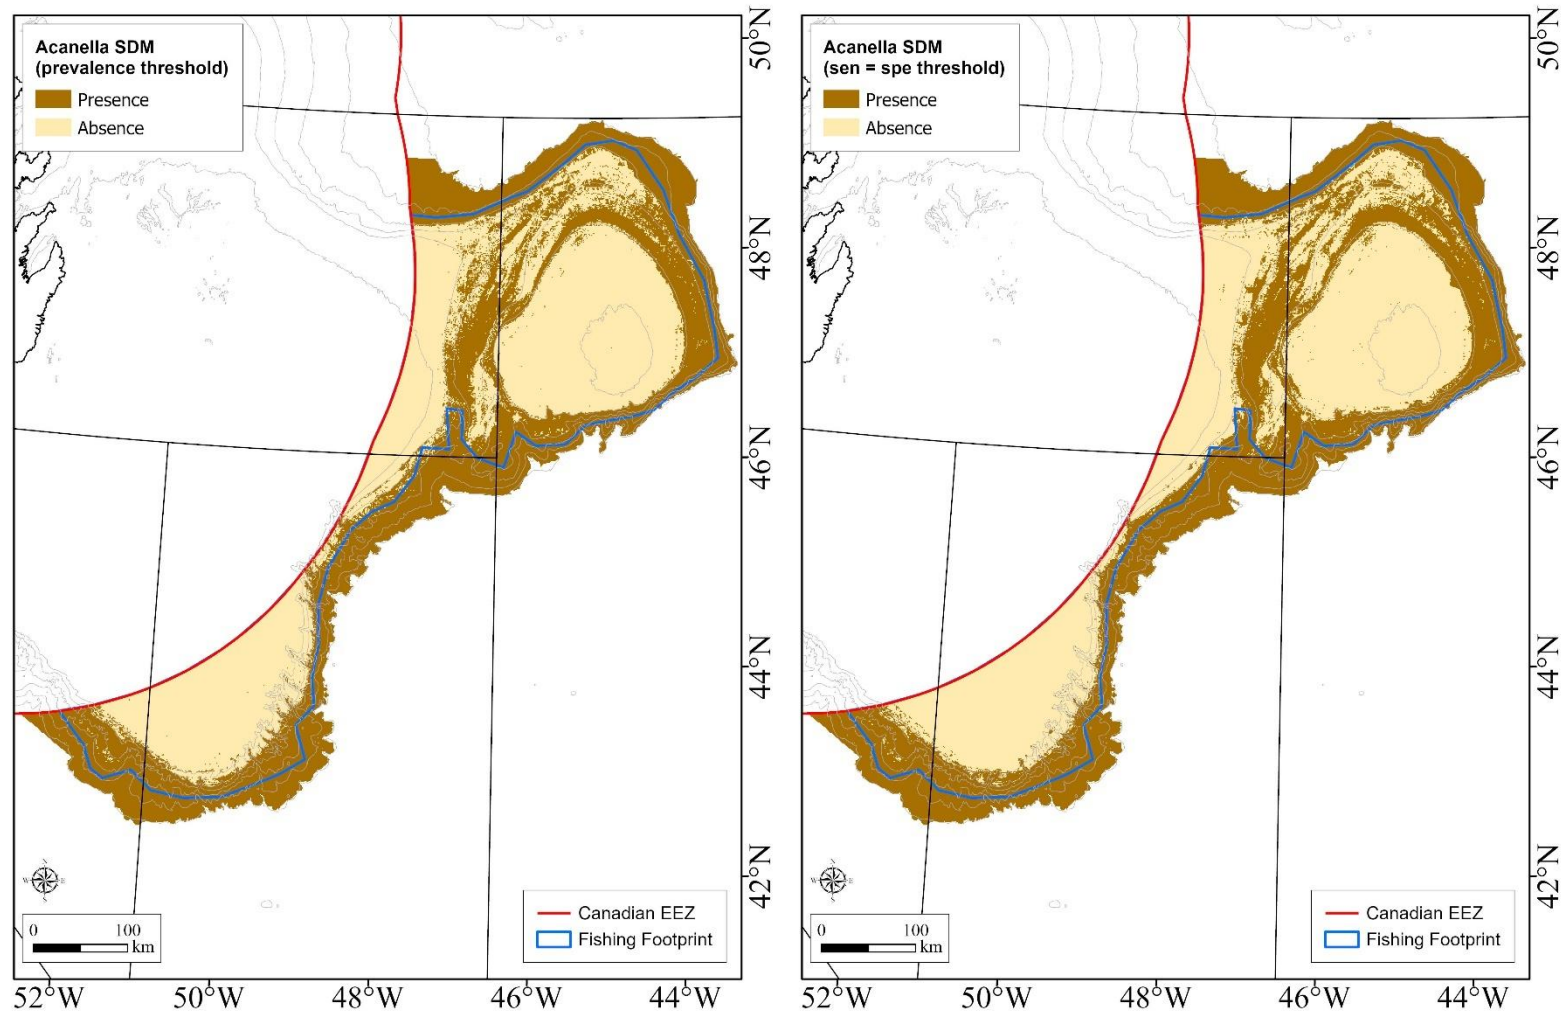 Acanella SDM
(prevalence threshold)
Presence
Absence
50°N
48°N
46°N
44°N
42°N
N
W
E
S
0 100
km
Canadian EEZ
Fishing Footprint
52°W 50°W 48°W 46°W 44°W
Acanella SDM
(sen = spe threshold)
Presence
Absence
50°N
48°N
46°N
44°N
42°N
N
W
E
S
0 100
km
Canadian EEZ
Fishing Footprint
52°W 50°W 48°W 46°W 44°W